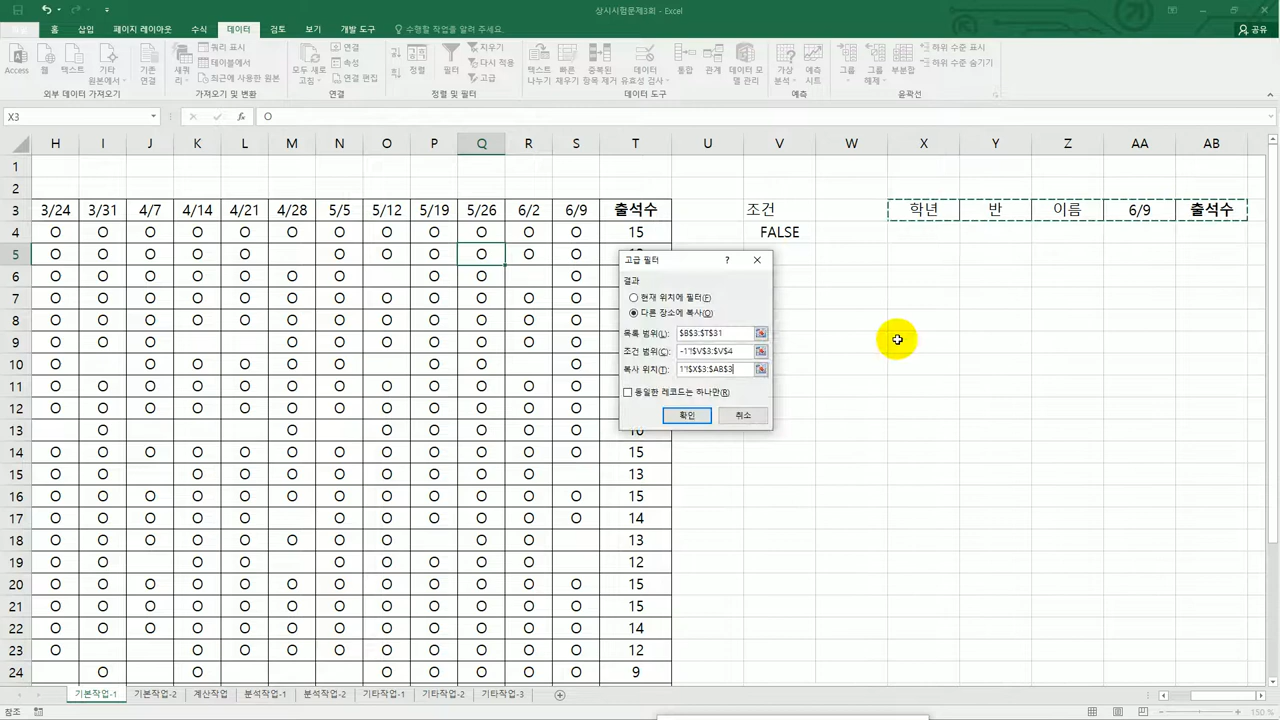 상시시험문제3회 - Excel
홈 삽입 페이지 레이아웃 수식 데이터 검토 보기 개발 도구 수행할 작업을 알려 주세요. 공유
Access 웹 텍스트 기타 원본에서 기존 연결 새쿼리 쿼리 표시 테이블에서 최근에 사용한 원본 모두 새로 고침 연결 속성 연결 편집 정렬 필터 지우기 다시 적용 고급 텍스트 나누기 빠른 채우기 중복된 항목 제거 데이터 유효성 검사 통합 관계 데이터 모델 관리 가상 분석 예측 시트 그룹 그룹 해제 부분합 하위 수준 표시 하위 수준 숨기기
외부 데이터 가져오기 가져오기 및 변환 연결 정렬 및 필터 데이터 도구 예측 윤곽선
X3 fx O
H I J K L M N O P Q R S T U V W X Y Z AA AB
1
2
3 3/24 3/31 4/7 4/14 4/21 4/28 5/5 5/12 5/19 5/26 6/2 6/9 출석수 조건 학년 반 이름 6/9 출석수
4 O O O O O O O O O O O O 15 FALSE
5 O O O O O O O O O O O
6 O O O O O O O O O O
7 O O O O O O O O O O O O
8 O O O O O O O O O O O O
9 O O O O O O O O O O O
10 O O O O O O O O
11 O O O O O O O O O O O O
12 O O O O O O O O O O O O
13 O O O O O
14 O O O O O O O O O O O O 15
15 O O O O O O O O O 13
16 O O O O O O O O O O O O 15
17 O O O O O O O O O O O 14
18 O O O O O O O O O 13
19 O O O O O O O O 12
20 O O O O O O O O O O O O 15
21 O O O O O O O O O O O O 15
22 O O O O O O O O O O O O 14
23 O O O O O O O O O O 12
24 O O O O O O O 9
고급 필터 ?
결과
현재 위치에 필터(F)
다른 장소에 복사(O)
목록 범위(L): $B$3:$T$31
조건 범위(C): -1'!$V$3:$V$4
복사 위치(T): 1'!$X$3:$AB$3
동일한 레코드는 하나만(R)
확인 취소
기본작업-1 기본작업-2 계산작업 분석작업-1 분석작업-2 기타작업-1 기타작업-2 기타작업-3
참조 150 %